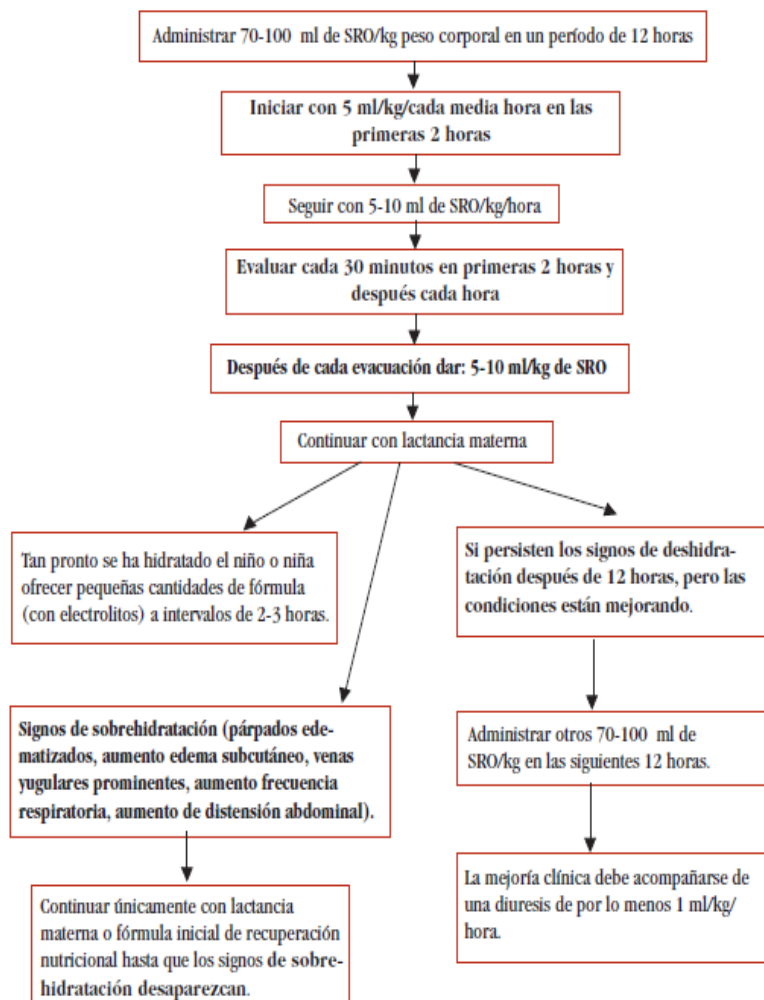 Administrar 70-100 ml de SRO/kg peso corporal en un período de 12 horas
Iniciar con 5 ml/kg/cada media hora en las
primeras 2 horas
Seguir con 5-10 ml de SRO/kg/hora
Evaluar cada 30 minutos en primeras 2 horas y
después cada hora
Después de cada evacuación dar: 5-10 ml/kg de SRO
Continuar con lactancia materna
Tan pronto se ha hidratado el niño o niña
ofrecer pequeñas cantidades de fórmula
(con electrolitos) a intervalos de 2-3 horas.
Si persisten los signos de deshidra-
tación después de 12 horas, pero las
condiciones están mejorando.
Signos de sobrehidratación (párpados ede-
matizados, aumento edema subcutáneo, venas
yugulares prominentes, aumento frecuencia
respiratoria, aumento de distensión abdominal).
Administrar otros 70-100 ml de
SRO/kg en las siguientes 12 horas.
Continuar únicamente con lactancia
materna o fórmula inicial de recuperación
nutricional hasta que los signos de sobre-
hidratación desaparezcan.
La mejoría clínica debe acompañarse de
una diuresis de por lo menos 1 ml/kg/
hora.